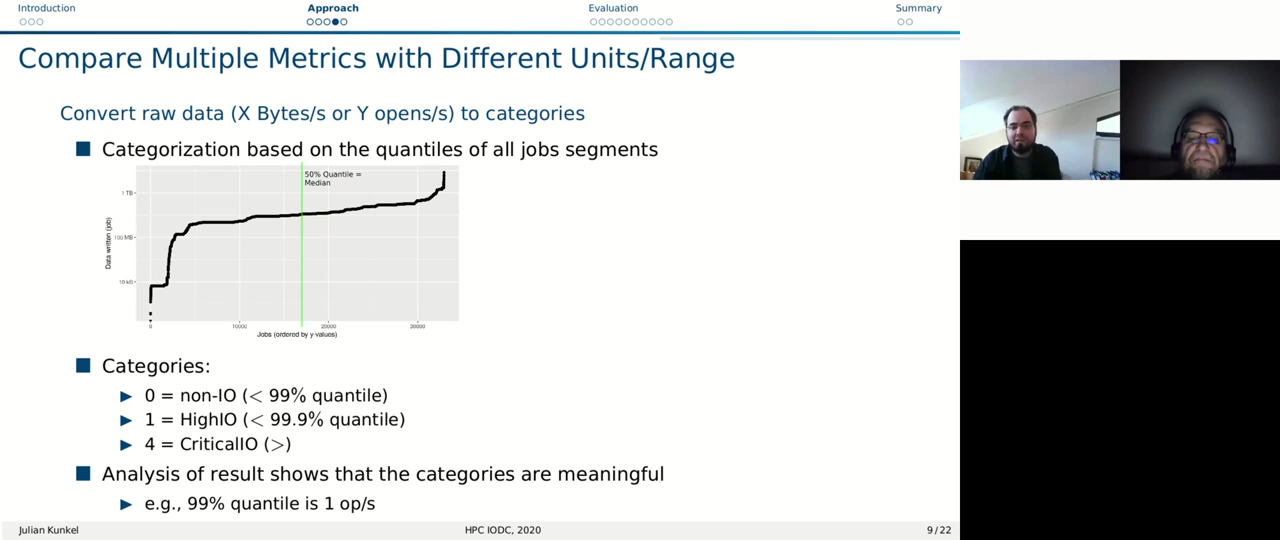 Introduction Approach Evaluation Summary
Compare Multiple Metrics with Different Units/Range
Convert raw data (X Bytes/s or Y opens/s) to categories
Categorization based on the quantiles of all jobs segments
50% Quantile =
Median
1 TB
100 MB
10 kB
Data written (job)
0 10000 20000 30000
Jobs (ordered by y-values)
Categories:
0 = non-IO (< 99% quantile)
1 = HighIO (< 99.9% quantile)
4 = CriticalIO (>)
Analysis of result shows that the categories are meaningful
e.g., 99% quantile is 1 op/s
Julian Kunkel HPC IODC, 2020 9 / 22